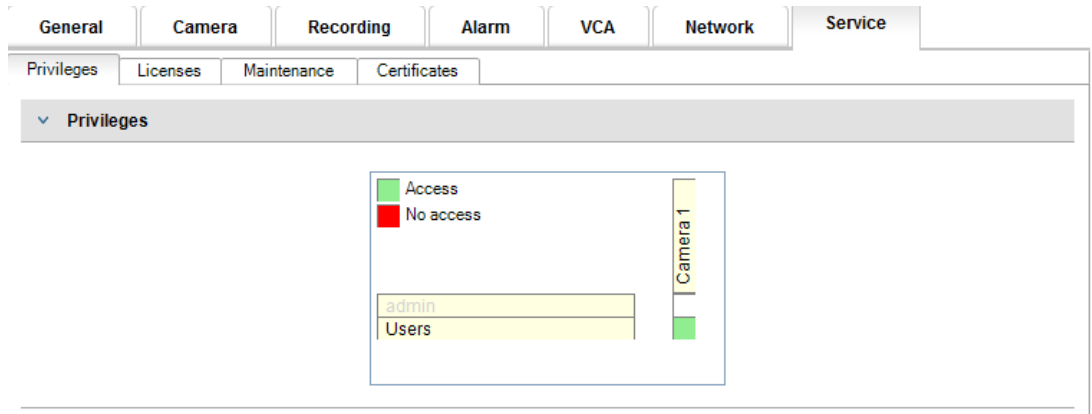 General Camera Recording Alarm VCA Network Service
Privileges Licenses Maintenance Certificates
Privileges
Access
No access
Camera 1
admin
Users